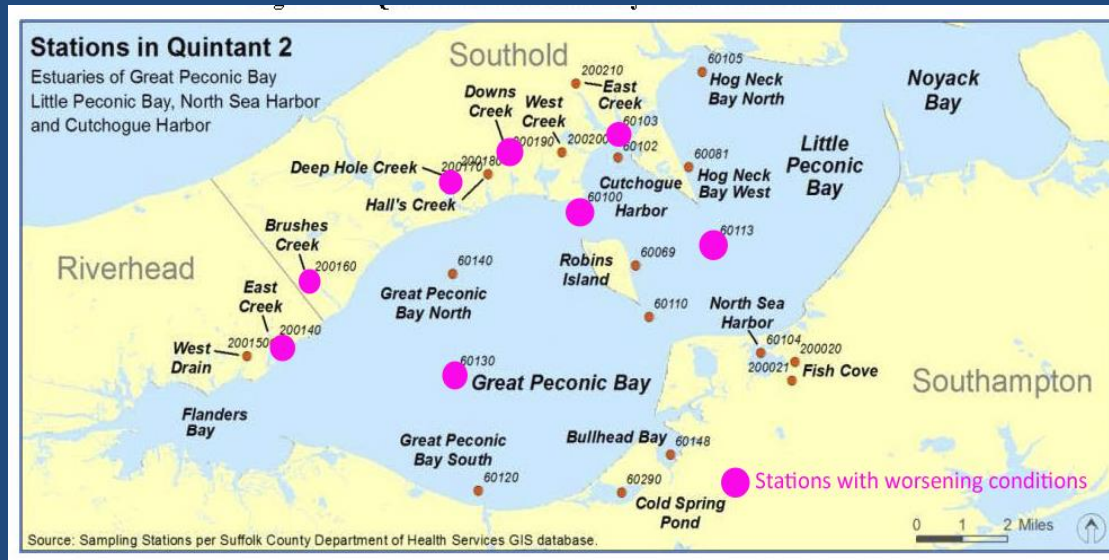 Stations in Quintant 2
Estuaries of Great Peconic Bay
Little Peconic Bay, North Sea Harbor
and Cutchogue Harbor
Southold
60105
Hog Neck
Bay North
Noyack
Bay
200210
East
Creek
60103
Downs
Creek
West
Creek
200190
200200
60102
Little
Peconic
Bay
Deep Hole Creek
200170
200180
60081
Hog Neck
Bay West
Hall's Creek
Cutchogue
Harbor
60100
Brushes
Creek
60113
Riverhead
200160
60140
Robins
Island
60069
Great Peconic
Bay North
East
Creek
60110
North Sea
Harbor
200140
200150
60104
200020
West
Drain
200021
Fish Cove
60130
Great Peconic Bay
Southampton
Flanders
Bay
Great Peconic
Bay South
Bullhead Bay
60148
60120
60290
Stations with worsening conditions
Cold Spring
Pond
0 1 2 Miles
Source: Sampling Stations per Suffolk County Department of Health Services GIS database.